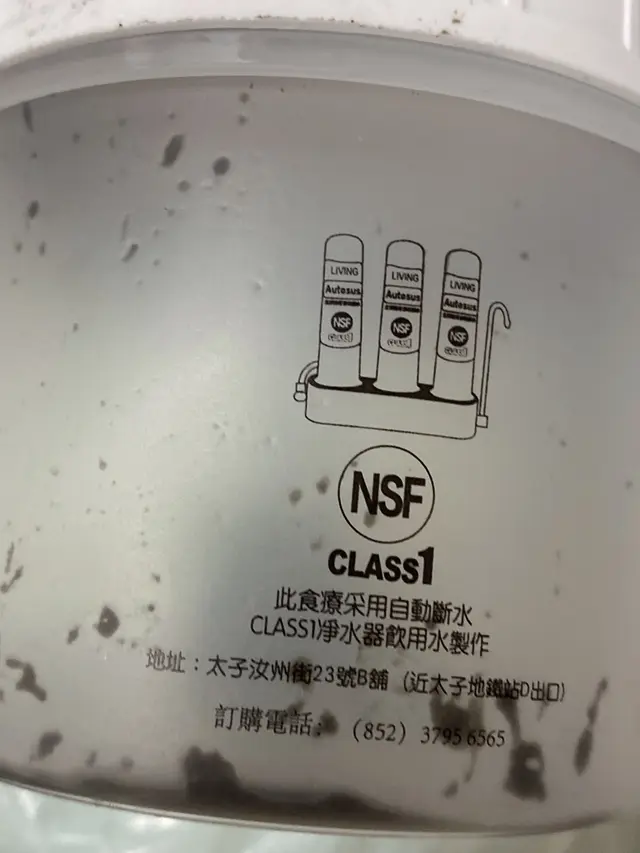 LIVING LIVING LIVING
Autosus Autosus Autosus
NSF NSF NSF
CLASS1 CLASS1 CLASS1
NSF
CLASS1
此食療采用自動斷水
CLASS1凈水器飲用水製作
地址：太子汝州街23號B舖（近太子地鐵站D出口）
訂購電話：（852）3795 6565